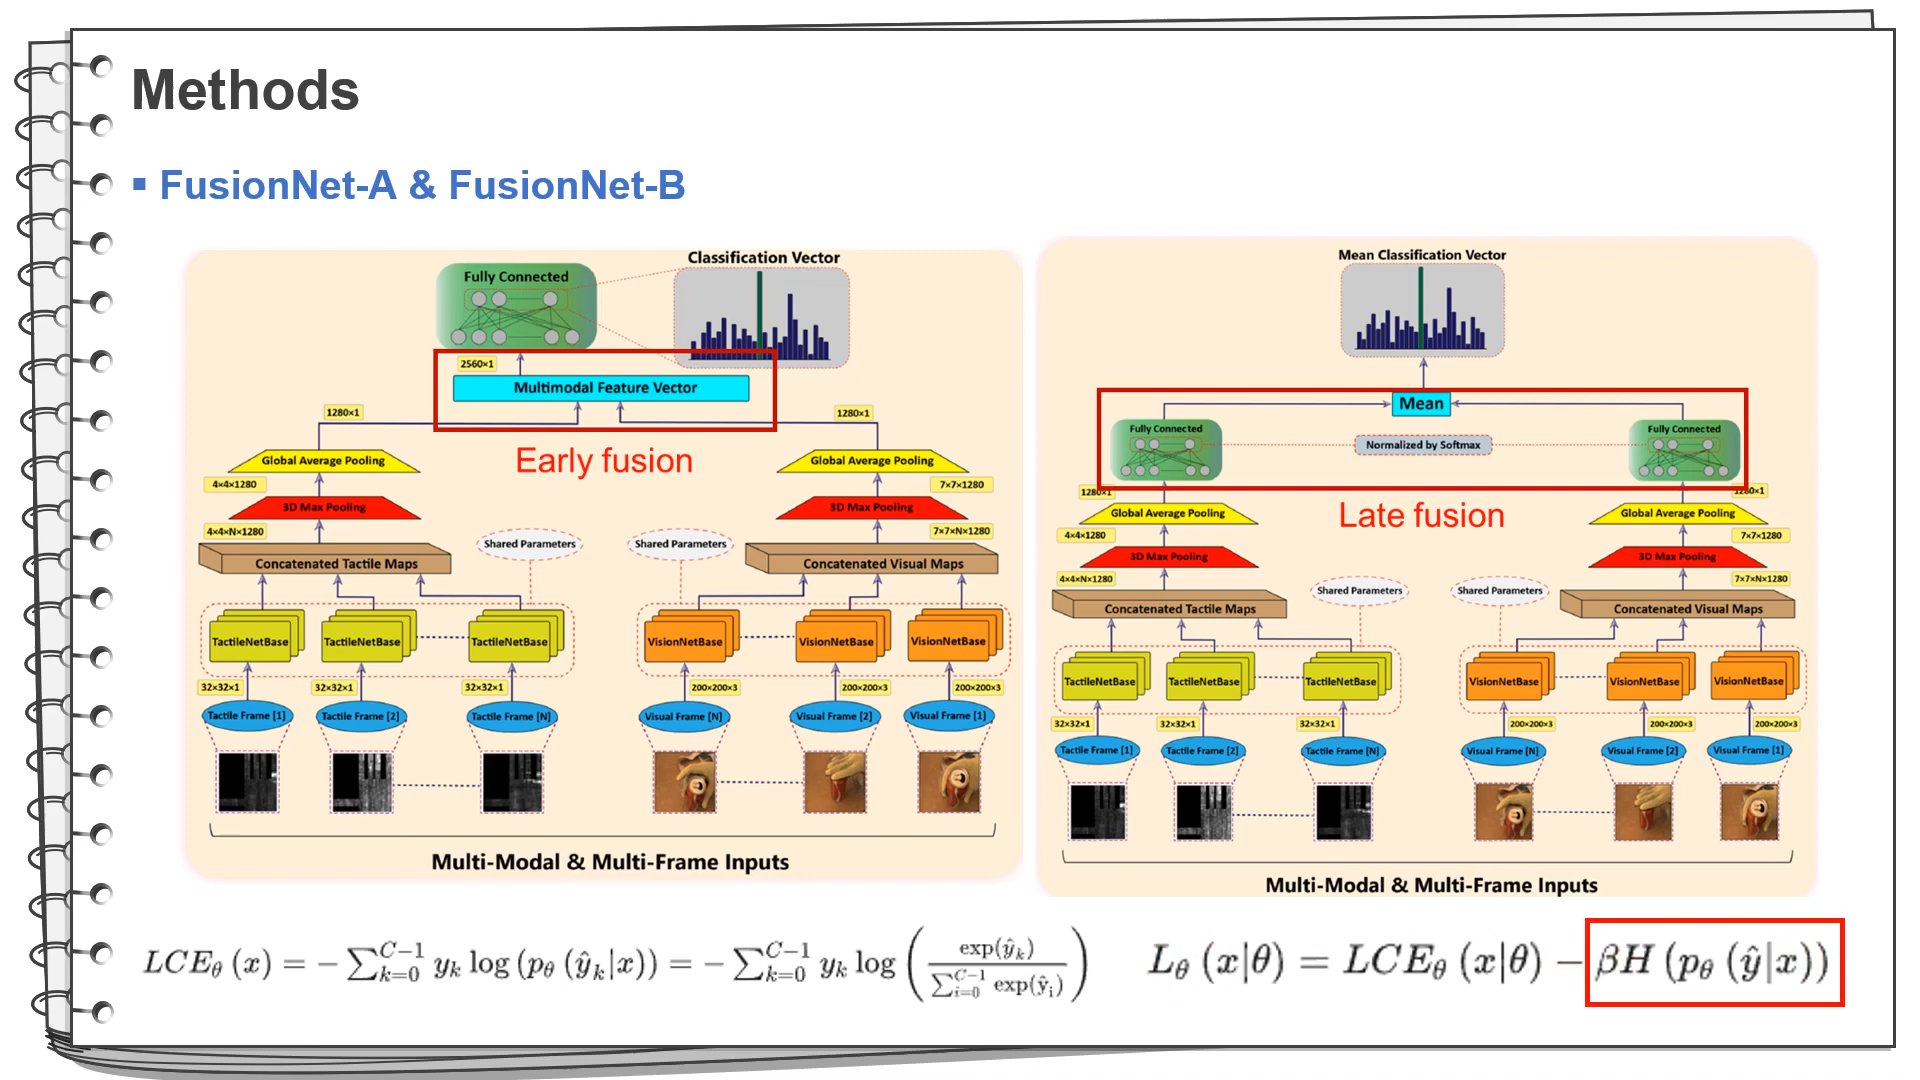 Methods
▪ FusionNet-A & FusionNet-B
Classification Vector
Fully Connected
2560×1
Multimodal Feature Vector
1280×1
1280×1
Early fusion
Global Average Pooling
Global Average Pooling
4×4×1280
7×7×1280
3D Max Pooling
3D Max Pooling
4×4×N×1280
7×7×N×1280
Shared Parameters
Shared Parameters
Concatenated Tactile Maps
Concatenated Visual Maps
TactileNetBase
TactileNetBase
TactileNetBase
VisionNetBase
VisionNetBase
VisionNetBase
32×32×1
32×32×1
32×32×1
200×200×3
200×200×3
200×200×3
Tactile Frame [1]
Tactile Frame [2]
Tactile Frame [N]
Visual Frame [N]
Visual Frame [2]
Visual Frame [1]
Multi-Modal & Multi-Frame Inputs
Mean Classification Vector
Mean
Fully Connected
Normalized by Softmax
Fully Connected
1280×1
1280×1
Late fusion
Global Average Pooling
Global Average Pooling
4×4×1280
7×7×1280
3D Max Pooling
3D Max Pooling
4×4×N×1280
7×7×N×1280
Shared Parameters
Shared Parameters
Concatenated Tactile Maps
Concatenated Visual Maps
TactileNetBase
TactileNetBase
TactileNetBase
VisionNetBase
VisionNetBase
VisionNetBase
32×32×1
32×32×1
32×32×1
200×200×3
200×200×3
200×200×3
Tactile Frame [1]
Tactile Frame [2]
Tactile Frame [N]
Visual Frame [N]
Visual Frame [2]
Visual Frame [1]
Multi-Modal & Multi-Frame Inputs
LCE_θ (x) = − ∑_{k=0}^{C−1} y_k log (p_θ (ŷ_k|x)) = − ∑_{k=0}^{C−1} y_k log ( exp(ŷ_k) / ∑_{i=0}^{C−1} exp(ŷ_i) )
L_θ (x|θ) = LCE_θ (x|θ) − βH (p_θ (ŷ|x))